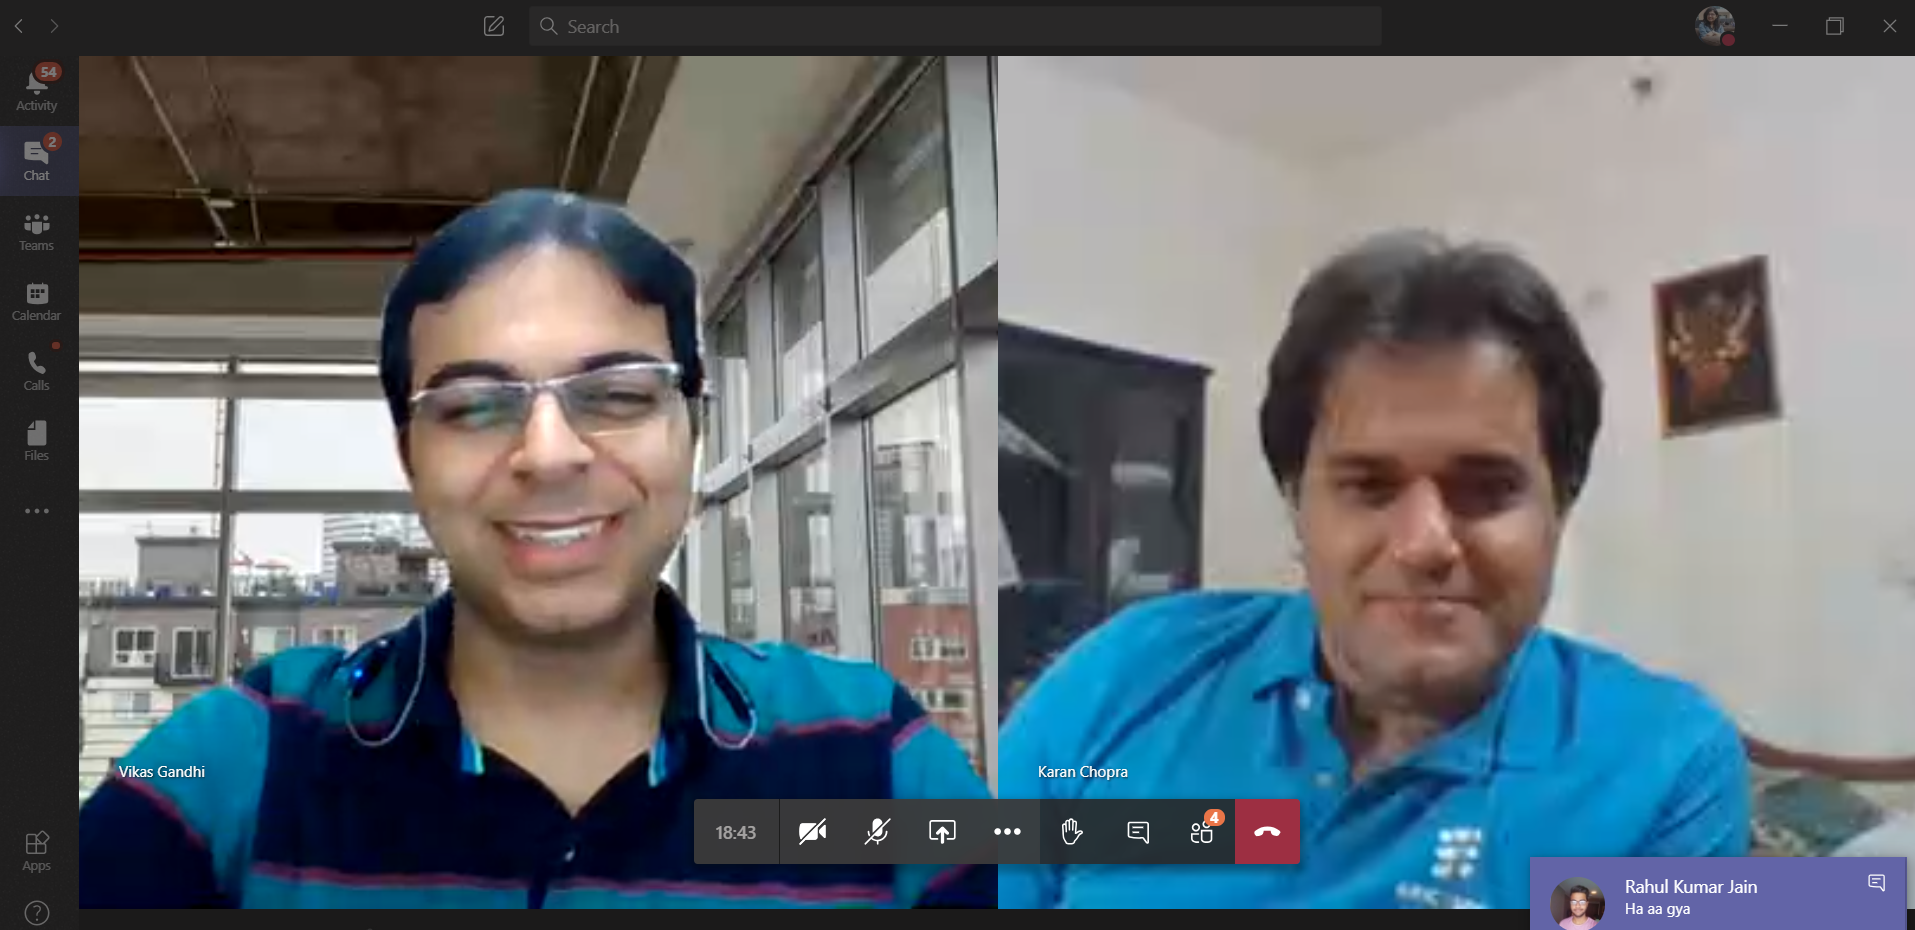 Search
54
Activity
2
Chat
Teams
Calendar
Calls
Files
Apps
Vikas Gandhi
Karan Chopra
18:43
4
Rahul Kumar Jain
Ha aa gya